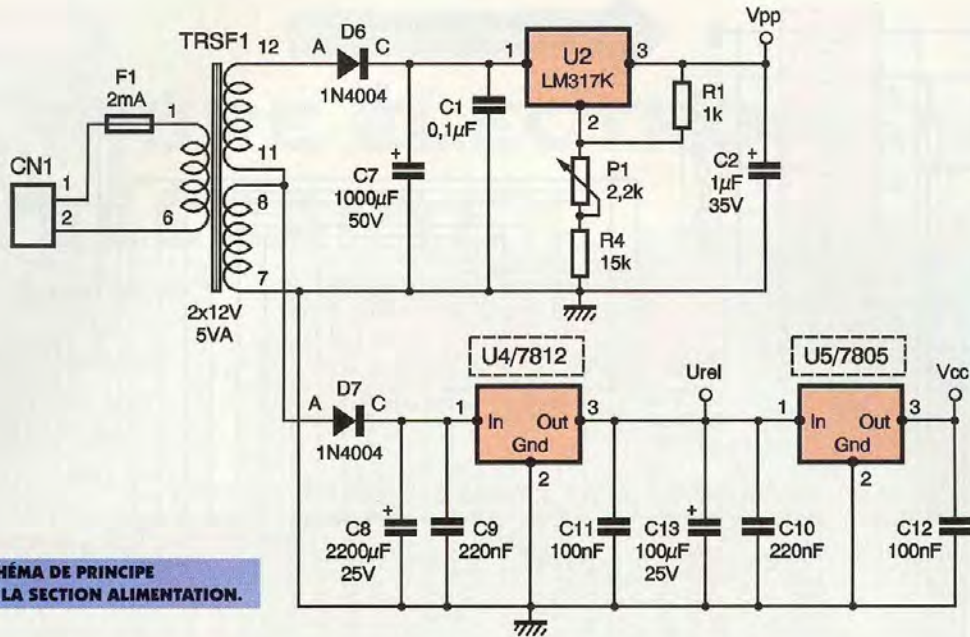 Vpp
TRSF1
12
A
D6
C
1N4004
1
U2
LM317K
3
2
F1
2mA
1
CN1
1
2
6
11
8
7
2x12V
5VA
+
C7
1000µF
50V
C1
0,1µF
R1
1k
P1
2,2k
R4
15k
+
C2
1µF
35V
D7
A
C
1N4004
U4/7812
1
In
Out
Gnd
3
2
Urel
U5/7805
1
In
Out
Gnd
3
2
Vcc
+
C8
2200µF
25V
C9
220nF
C11
100nF
+
C13
100µF
25V
C10
220nF
C12
100nF
HÉMA DE PRINCIPE
LA SECTION ALIMENTATION.